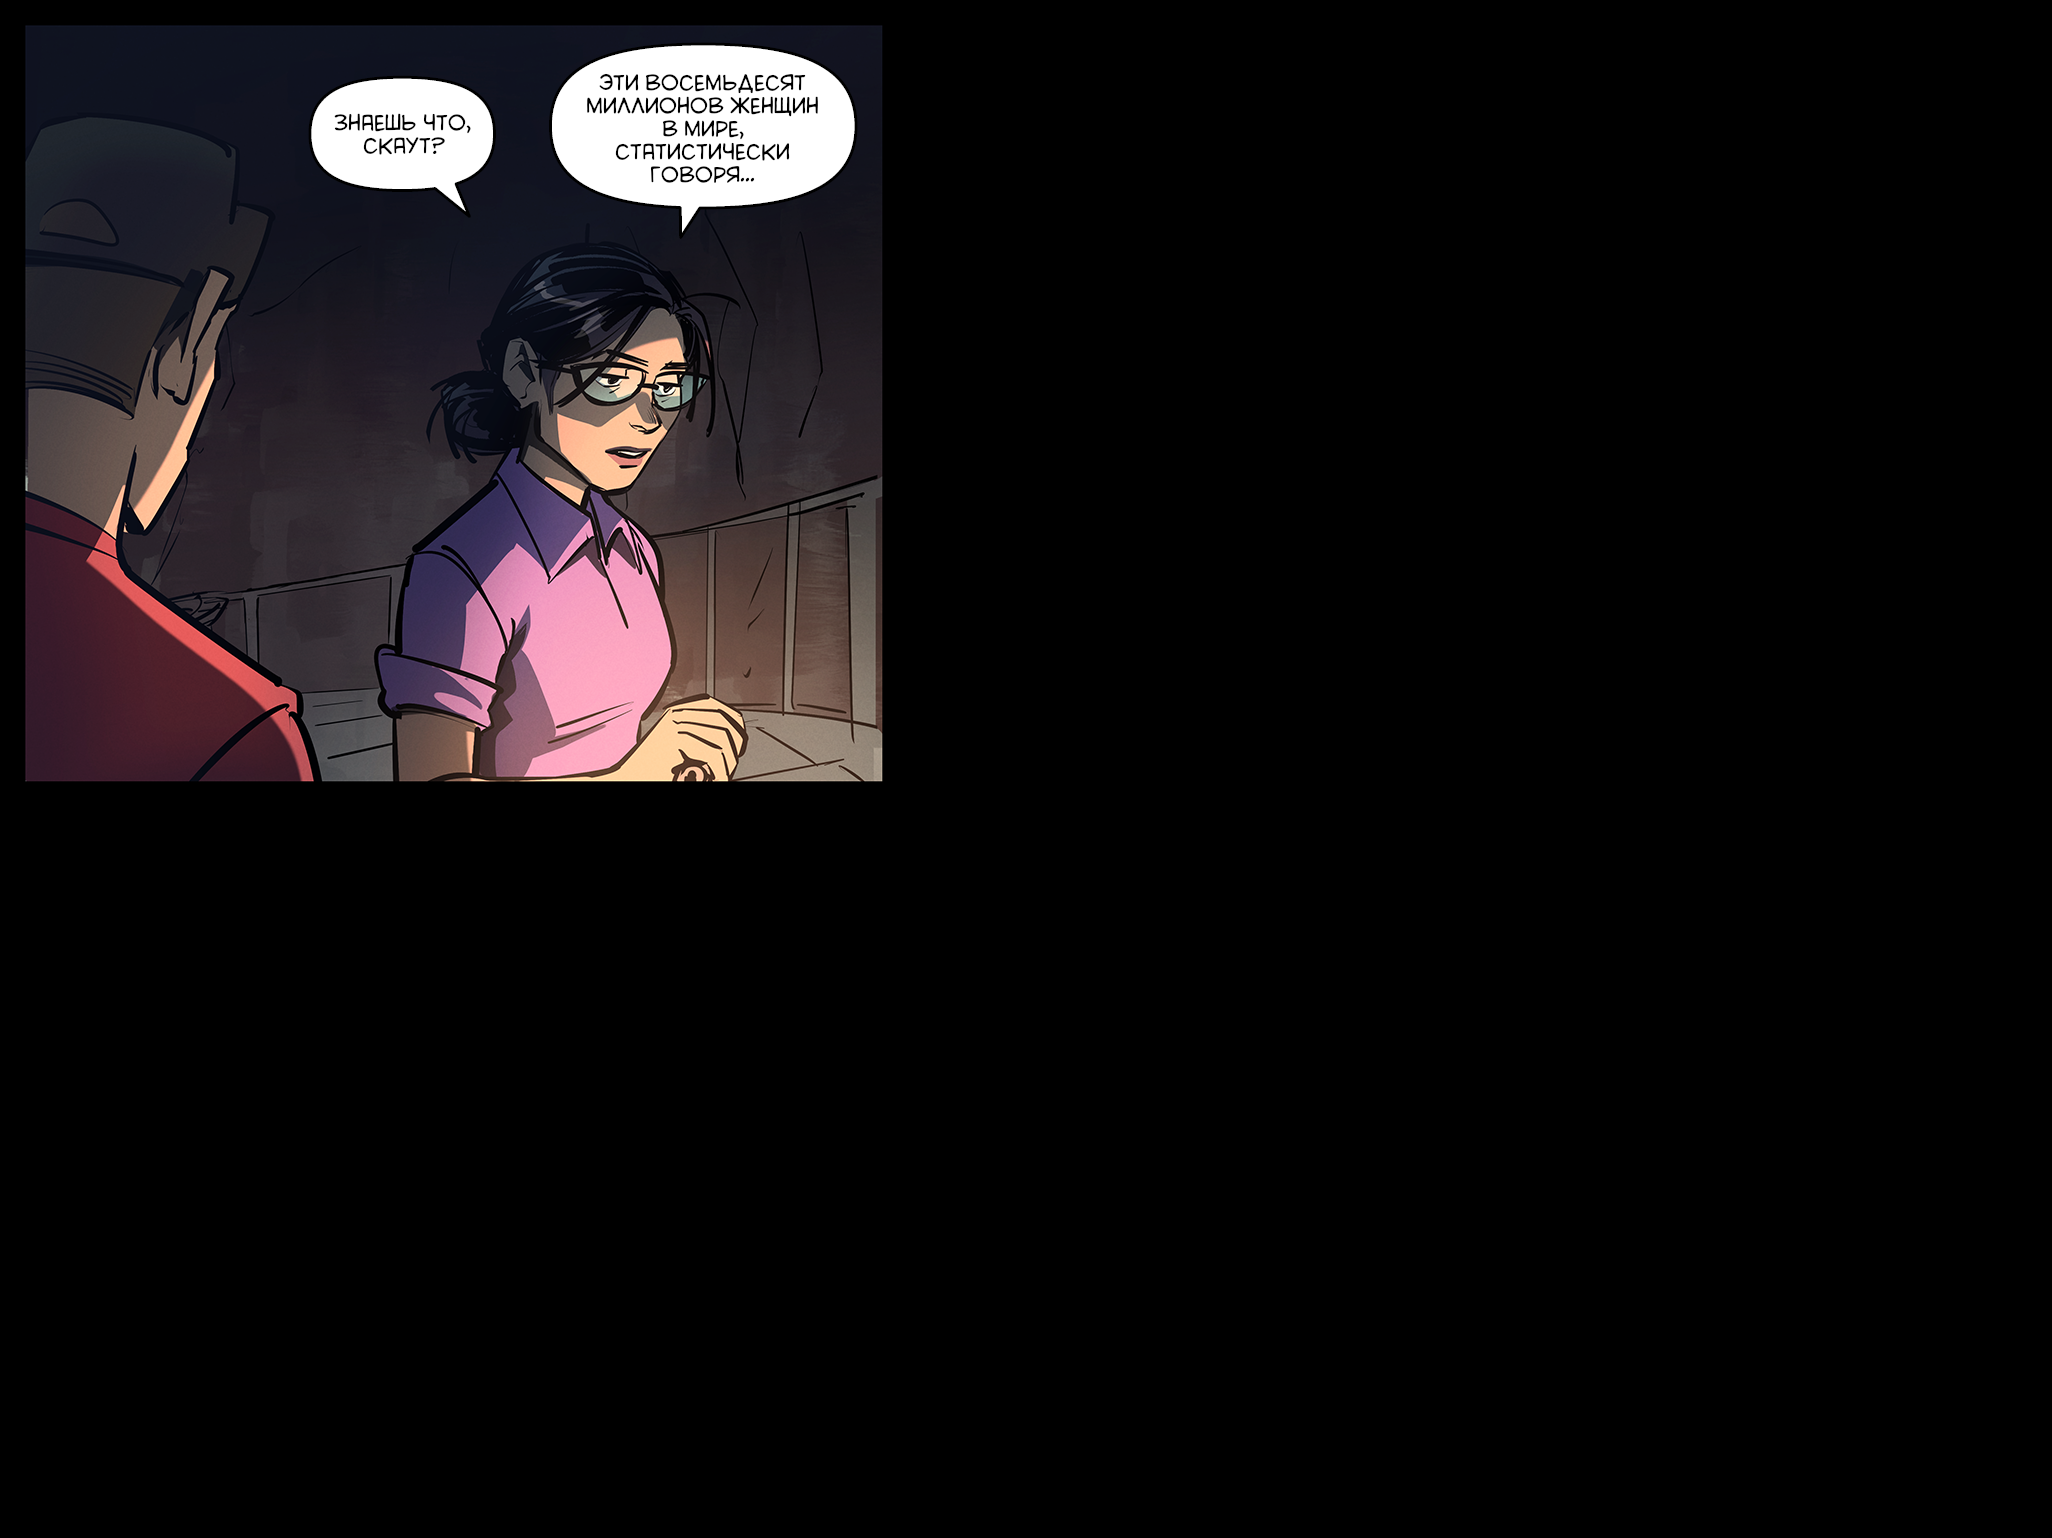 ЗНАЕШЬ ЧТО,
СКАУТ?
ЭТИ ВОСЕМЬДЕСЯТ
МИЛЛИОНОВ ЖЕНЩИН
В МИРЕ,
СТАТИСТИЧЕСКИ
ГОВОРЯ...